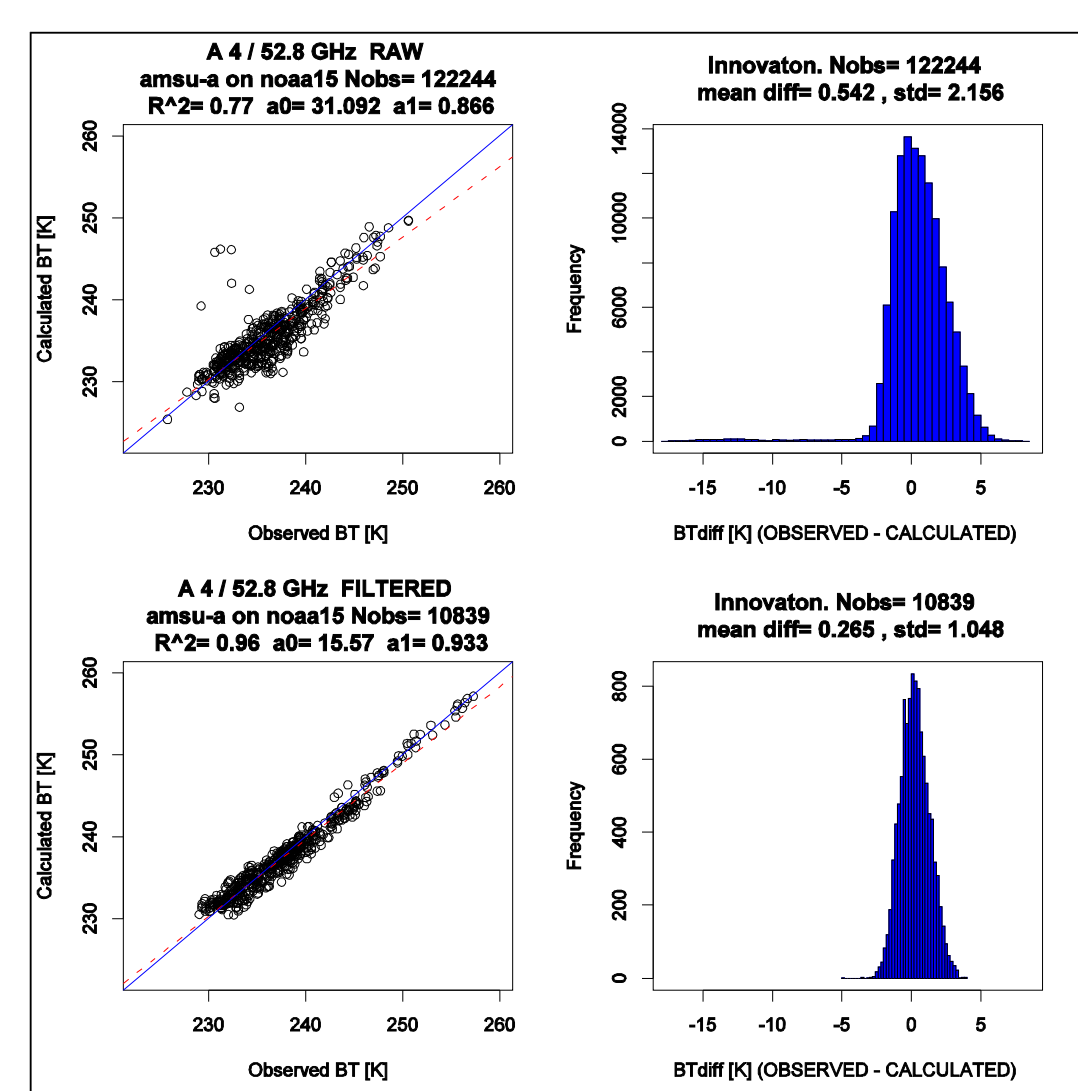 A 4 / 52.8 GHz RAW
amsu-a on noaa15 Nobs= 122244
R^2= 0.77 a0= 31.092 a1= 0.866
Calculated BT [K]
260
250
240
230
230 240 250 260
Observed BT [K]
Innovaton. Nobs= 122244
mean diff= 0.542 , std= 2.156
Frequency
14000
10000
6000
2000
0
-15 -10 -5 0 5
BTdiff [K] (OBSERVED - CALCULATED)
A 4 / 52.8 GHz FILTERED
amsu-a on noaa15 Nobs= 10839
R^2= 0.96 a0= 15.57 a1= 0.933
Calculated BT [K]
260
250
240
230
230 240 250 260
Observed BT [K]
Innovaton. Nobs= 10839
mean diff= 0.265 , std= 1.048
Frequency
800
600
400
200
0
-15 -10 -5 0 5
BTdiff [K] (OBSERVED - CALCULATED)